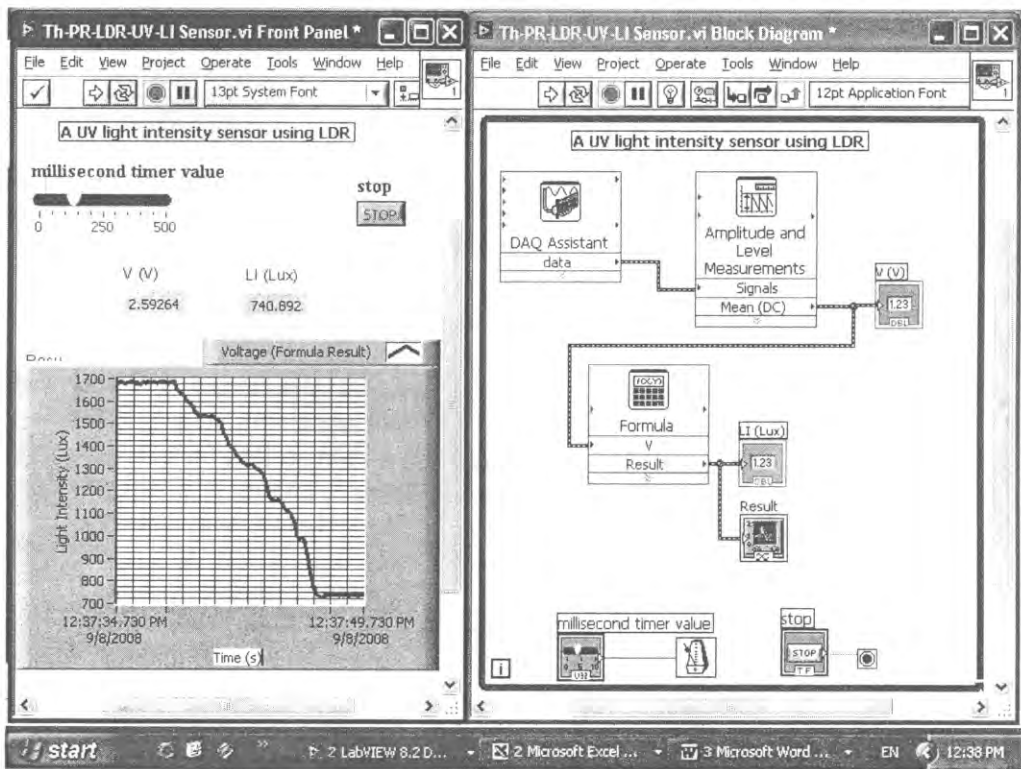 Th-PR-LDR-UV-LI Sensor.vi Front Panel *
File Edit View Project Operate Tools Window Help
13pt System Font
1
A UV light intensity sensor using LDR
millisecond timer value
0 250 500
stop
STOP
V (V) LI (Lux)
2.59264 740.892
Voltage (Formula Result)
Light Intensity (Lux)
1700
1600
1500
1400
1300
1200
1100
1000
900
800
700
12:37:34.730 PM 12:37:49.730 PM
9/8/2008 9/8/2008
Time (s)
Th-PR-LDR-UV-LI Sensor.vi Block Diagram *
File Edit View Project Operate Tools Window Help
12pt Application Font
1
A UV light intensity sensor using LDR
DAQ Assistant
data
Amplitude and
Level
Measurements
Signals
Mean (DC)
V (V)
1.23
DBL
Formula
V
Result
LI (Lux)
1.23
DBL
Result
millisecond timer value
U32
stop
STOP
TF
i
start
2 LabVIEW 8.2 D...
2 Microsoft Excel ...
3 Microsoft Word ...
EN
12:38 PM